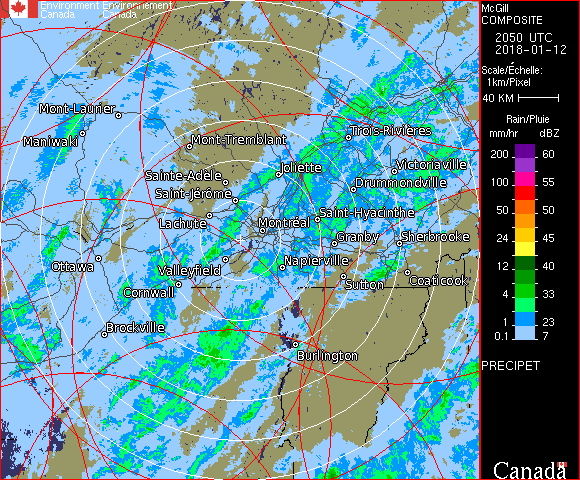 Environment Environnement
Canada Canada
McGill
COMPOSITE
2050 UTC
2018-01-12
Scale/Échelle:
1km/Pixel
40 KM
Rain/Pluie
mm/hr dBZ
200 60
100 55
50 50
24 45
12 40
8 33
4 28
1 23
0.1 7
PRECIPET
Canada
Mont-Laurier
Maniwaki
Mont-Tremblant
Trois-Rivières
Sainte-Adèle
Joliette
Victoriaville
Saint-Jérôme
Drummondville
Lachute
Montréal
Saint-Hyacinthe
Granby
Sherbrooke
Ottawa
Valleyfield
Napierville
Cornwall
Sutton
Coaticook
Brockville
Burlington